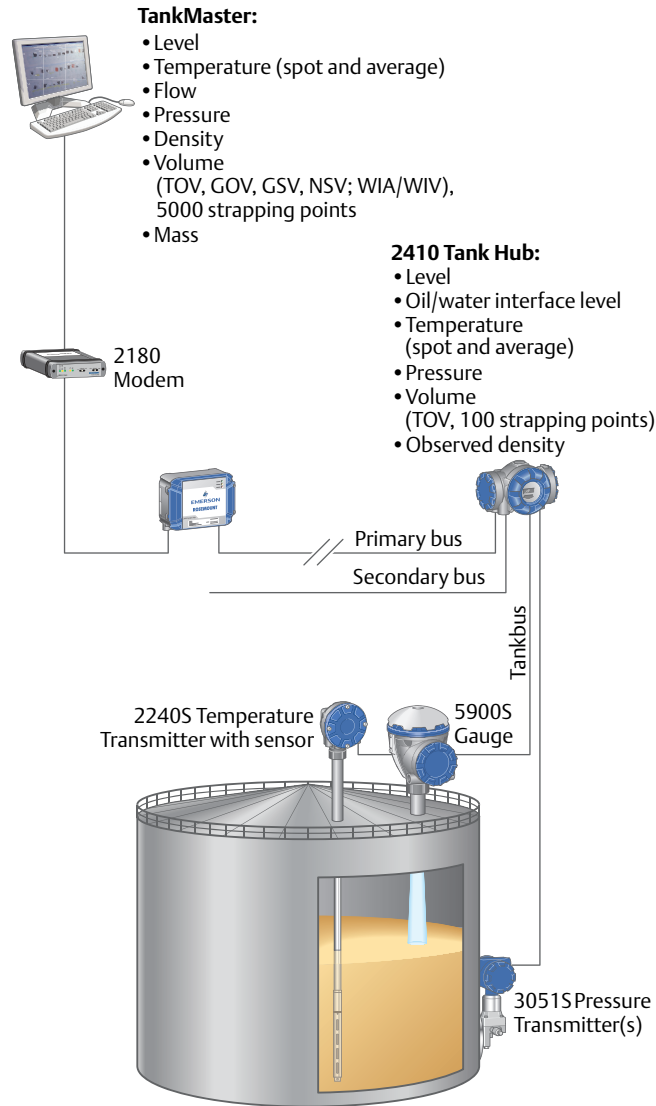 TankMaster:
• Level
• Temperature (spot and average)
• Flow
• Pressure
• Density
• Volume
(TOV, GOV, GSV, NSV; WIA/WIV),
5000 strapping points
• Mass
2410 Tank Hub:
• Level
• Oil/water interface level
• Temperature
(spot and average)
• Pressure
• Volume
(TOV, 100 strapping points)
• Observed density
2180
Modem
EMERSON
ROSEMOUNT
Primary bus
Secondary bus
Tankbus
2240S Temperature
Transmitter with sensor
5900S
Gauge
3051S Pressure
Transmitter(s)